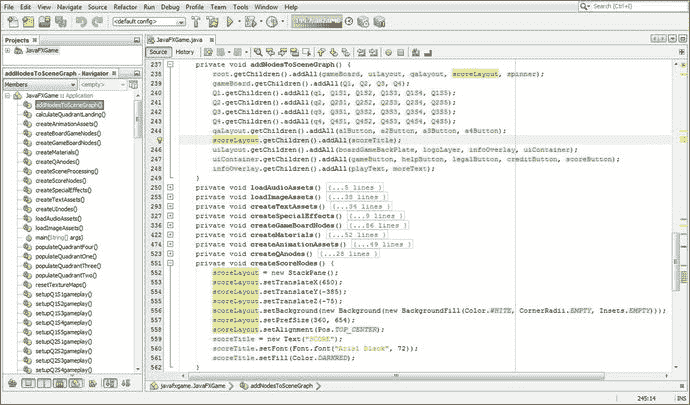 File Edit View Navigate Source Refactor Run Debug Profile Team Tools Window Help
Search (Ctrl+I)
<default config>
Projects
JavaFXGame
JavaFXGame.java
Source History
addNodesToSceneGraph - Navigator
Members <empty>
JavaFXGame :: Application
addNodesToSceneGraph()
calculateQuadrantLanding()
createAnimationAssets()
createBoardGameNodes()
createGameBoardNodes()
createMaterials()
createQAnodes()
createSceneProcessing()
createScoreNodes()
createSpecialEffects()
createTextAssets()
createUInodes()
loadAudioAssets()
loadImageAssets()
main(String[] args)
populateQuadrantFour()
populateQuadrantOne()
populateQuadrantThree()
populateQuadrantTwo()
resetTextureMaps()
setupQ1S1gameplay()
setupQ1S2gameplay()
setupQ1S3gameplay()
setupQ1S4gameplay()
setupQ1S5gameplay()
setupQ2S1gameplay()
setupQ2S2gameplay()
setupQ2S3gameplay()
setupQ2S4gameplay()
237 private void addNodesToSceneGraph() {
238 root.getChildren().addAll(gameBoard, uiLayout, qaLayout, scoreLayout, spinner);
239 gameBoard.getChildren().addAll(Q1, Q2, Q3, Q4);
240 Q1.getChildren().addAll(q1, Q1S1, Q1S2, Q1S3, Q1S4, Q1S5);
241 Q2.getChildren().addAll(q2, Q2S1, Q2S2, Q2S3, Q2S4, Q2S5);
242 Q3.getChildren().addAll(q3, Q3S1, Q3S2, Q3S3, Q3S4, Q3S5);
243 Q4.getChildren().addAll(q4, Q4S1, Q4S2, Q4S3, Q4S4, Q4S5);
244 qaLayout.getChildren().addAll(a1Button, a2Button, a3Button, a4Button);
scoreLayout.getChildren().addAll(scoreTitle);
246 uiLayout.getChildren().addAll(boardGameBackPlate, logoLayer, infoOverlay, uiContainer);
247 uiContainer.getChildren().addAll(gameButton, helpButton, legalButton, creditButton, scoreButton);
248 infoOverlay.getChildren().addAll(playText, moreText);
249 }
250 private void loadAudioAssets() {...5 lines }
255 private void loadImageAssets() {...38 lines }
293 private void createTextAssets() {...34 lines }
327 private void createSpecialEffects() {...9 lines }
336 private void createGameBoardNodes() {...86 lines }
422 private void createMaterials() {...52 lines }
474 private void createAnimationAssets() {...49 lines }
523 private void createQAnodes() {...28 lines }
551 private void createScoreNodes() {
552 scoreLayout = new StackPane();
553 scoreLayout.setTranslateX(650);
554 scoreLayout.setTranslateY(-385);
555 scoreLayout.setTranslateZ(-75);
556 scoreLayout.setBackground(new Background(new BackgroundFill(Color.WHITE, CornerRadii.EMPTY, Insets.EMPTY)));
557 scoreLayout.setPrefSize(360, 654);
558 scoreLayout.setAlignment(Pos.TOP_CENTER);
559 scoreTitle = new Text("SCORE");
560 scoreTitle.setFont(Font.font("Arial Black", 72));
561 scoreTitle.setFill(Color.DARKRED);
562 }
javafxgame.JavaFXGame addNodesToSceneGraph
245:14 INS